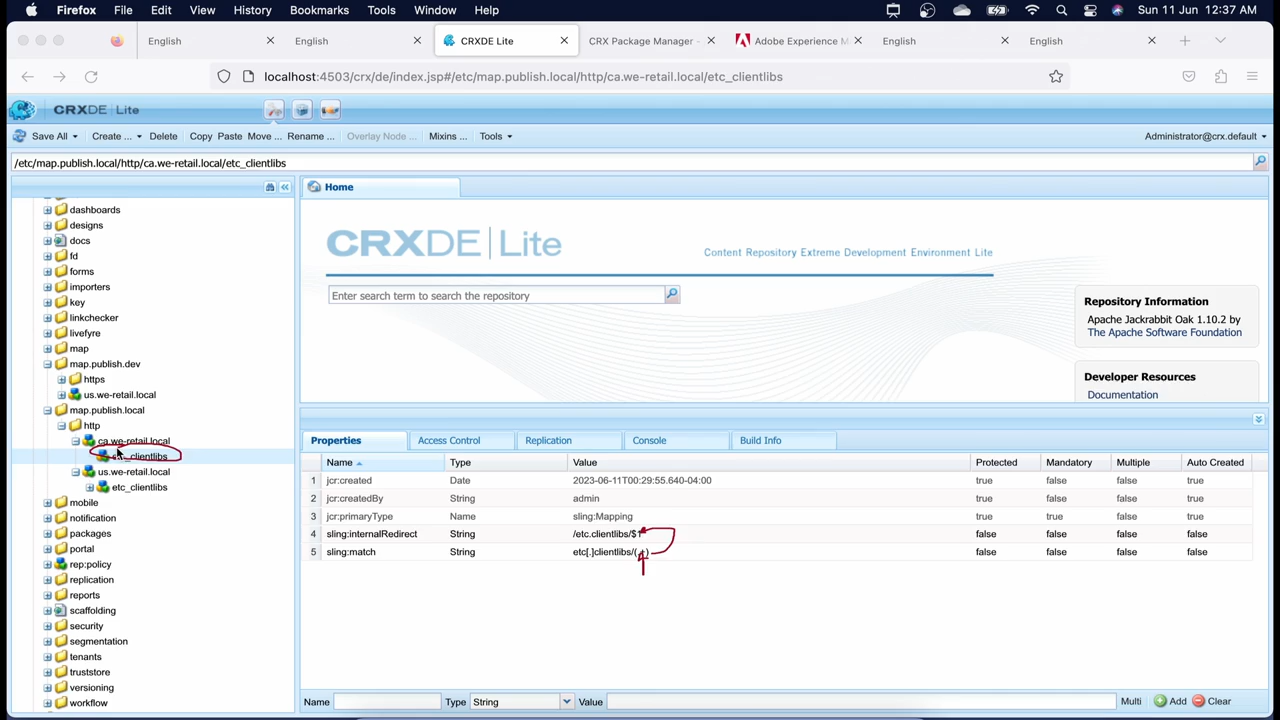 Firefox File Edit View History Bookmarks Tools Window Help Sun 11 Jun 12:37 AM
English English CRXDE Lite CRX Package Manager - Adobe Experience M English English
localhost:4503/crx/de/index.jsp#/etc/map.publish.local/http/ca.we-retail.local/etc_clientlibs
CRXDE | Lite
Save All Create ... Delete Copy Paste Move ... Rename ... Overlay Node ... Mixins ... Tools Administrator@crx.default
/etc/map.publish.local/http/ca.we-retail.local/etc_clientlibs
dashboards
designs
docs
fd
forms
importers
key
linkchecker
livefyre
map
map.publish.dev
https
us.we-retail.local
map.publish.local
http
ca.we-retail.local
etc_clientlibs
us.we-retail.local
etc_clientlibs
mobile
notification
packages
portal
rep:policy
replication
reports
scaffolding
security
segmentation
tenants
truststore
versioning
workflow
Home
CRXDE | Lite
Content Repository Extreme Development Environment Lite
Enter search term to search the repository
Repository Information
Apache Jackrabbit Oak 1.10.2 by
The Apache Software Foundation
Developer Resources
Documentation
Properties Access Control Replication Console Build Info
Name Type Value Protected Mandatory Multiple Auto Created
1 jcr:created Date 2023-06-11T00:29:55.640-04:00 true false false true
2 jcr:createdBy String admin true false false true
3 jcr:primaryType Name sling:Mapping true true false true
4 sling:internalRedirect String /etc.clientlibs/$1 false false false false
5 sling:match String false false false false
Name Type String Value Multi Add Clear